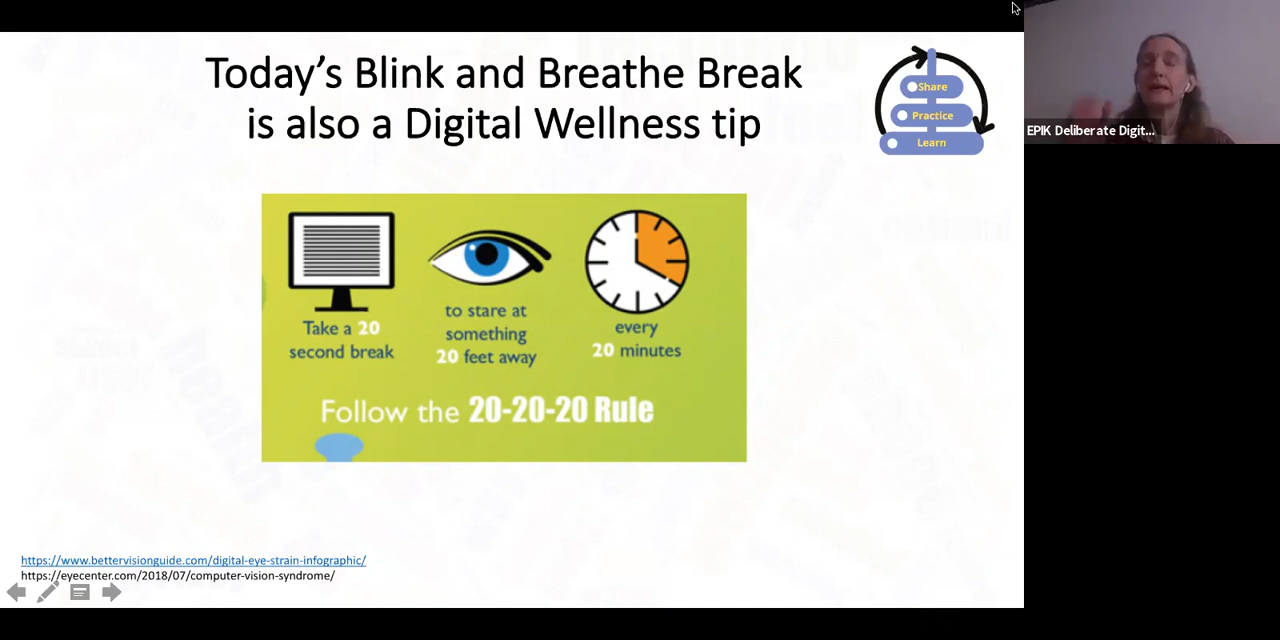 Today's Blink and Breathe Break
is also a Digital Wellness tip
Share
Practice
Learn
EPIK Deliberate Digit...
Take a 20
second break
to stare at
something
20 feet away
every
20 minutes
Follow the 20-20-20 Rule
https://www.bettervisionguide.com/digital-eye-strain-infographic/
https://eyecenter.com/2018/07/computer-vision-syndrome/